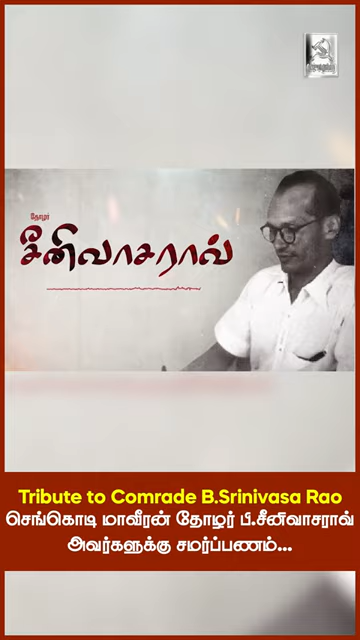 தோழர்
சீனிவாசராவ்
Tribute to Comrade B.Srinivasa Rao
செங்கொடி மாவீரன் தோழர் பி.சீனிவாசராவ்
அவர்களுக்கு சமர்ப்பணம்...